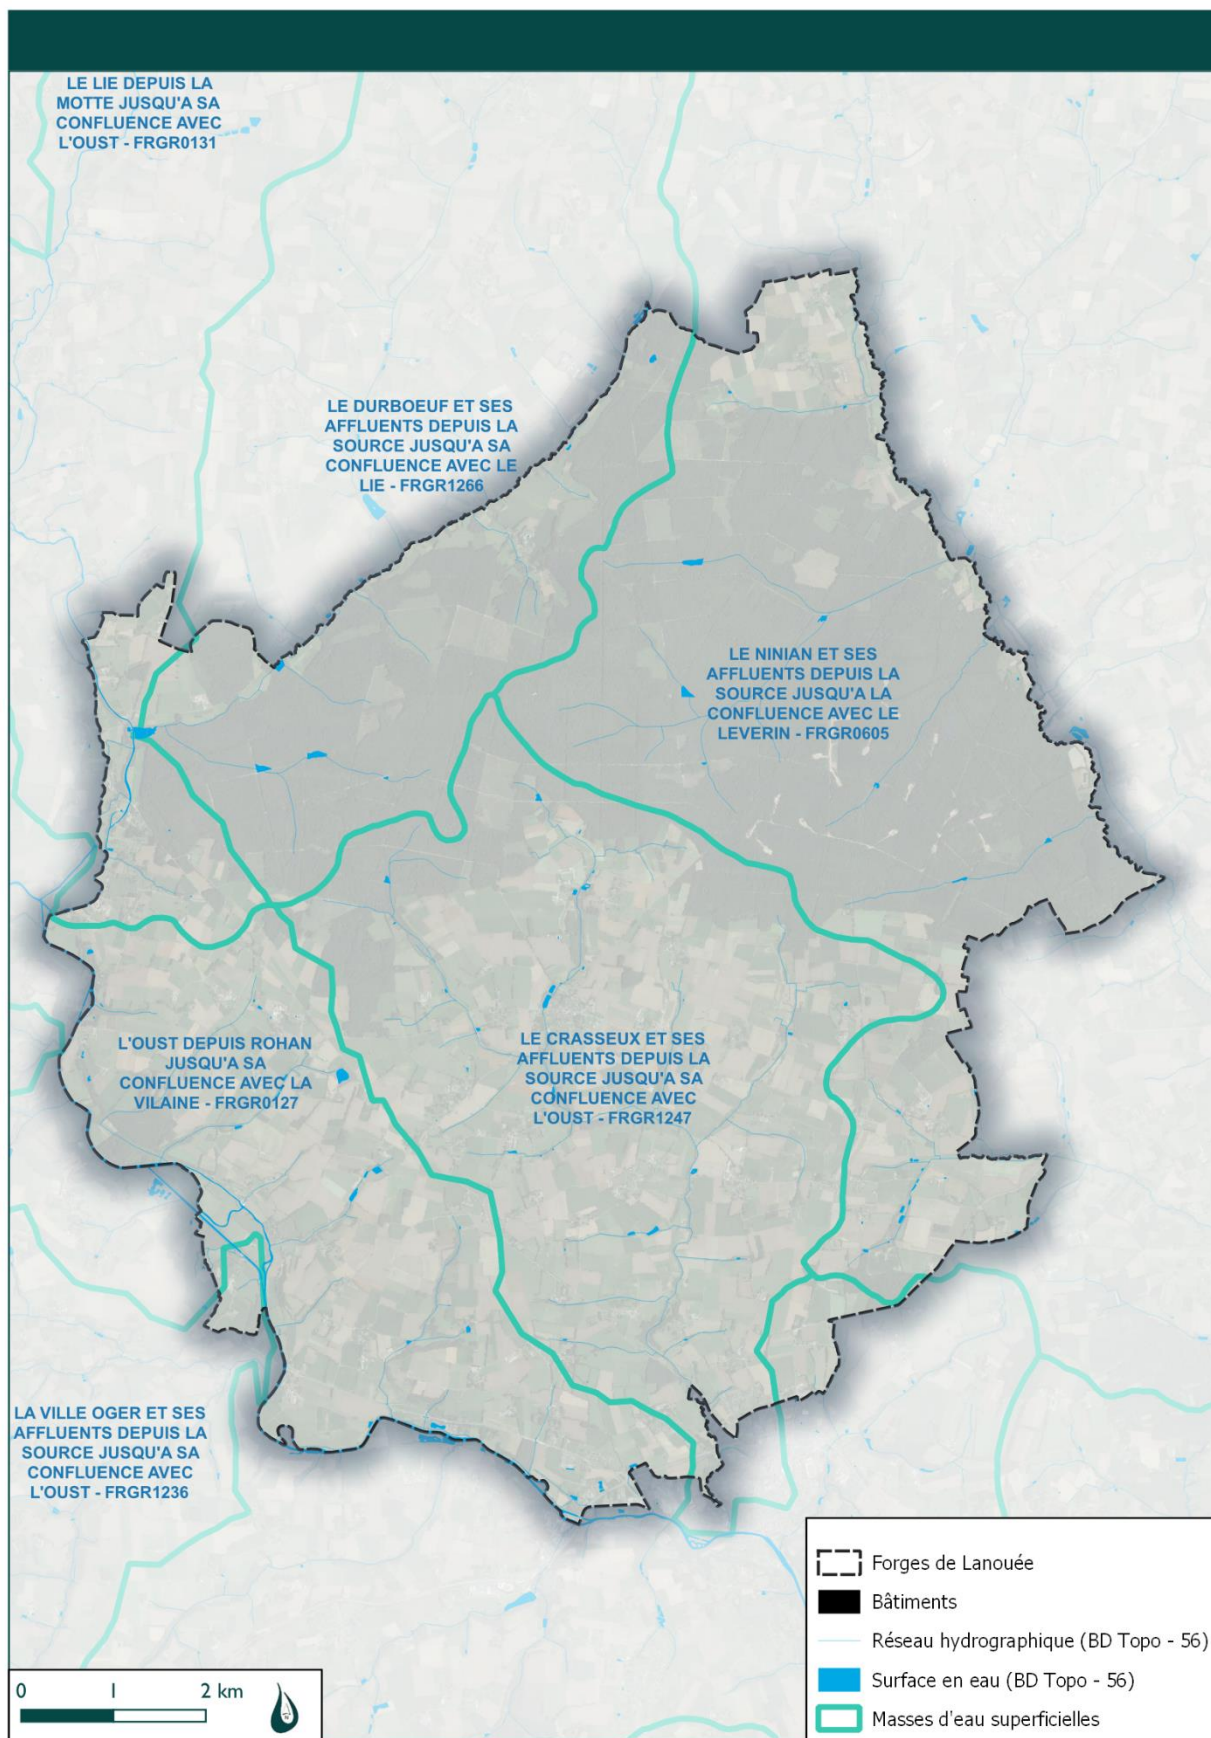 LE LIE DEPUIS LA
MOTTE JUSQU'A SA
CONFLUENCE AVEC
L'OUST - FRGR0131
LE DURBOEUF ET SES
AFFLUENTS DEPUIS LA
SOURCE JUSQU'A SA
CONFLUENCE AVEC LE
LIE - FRGR1266
LE NINIAN ET SES
AFFLUENTS DEPUIS LA
SOURCE JUSQU'A LA
CONFLUENCE AVEC LE
LEVERIN - FRGR0605
L'OUST DEPUIS ROHAN
JUSQU'A SA
CONFLUENCE AVEC LA
VILAINE - FRGR0127
LE CRASSEUX ET SES
AFFLUENTS DEPUIS LA
SOURCE JUSQU'A SA
CONFLUENCE AVEC
L'OUST - FRGR1247
LA VILLE OGER ET SES
AFFLUENTS DEPUIS LA
SOURCE JUSQU'A SA
CONFLUENCE AVEC
L'OUST - FRGR1236
Forges de Lanouée
Bâtiments
Réseau hydrographique (BD Topo - 56)
Surface en eau (BD Topo - 56)
Masses d'eau superficielles
0 1 2 km